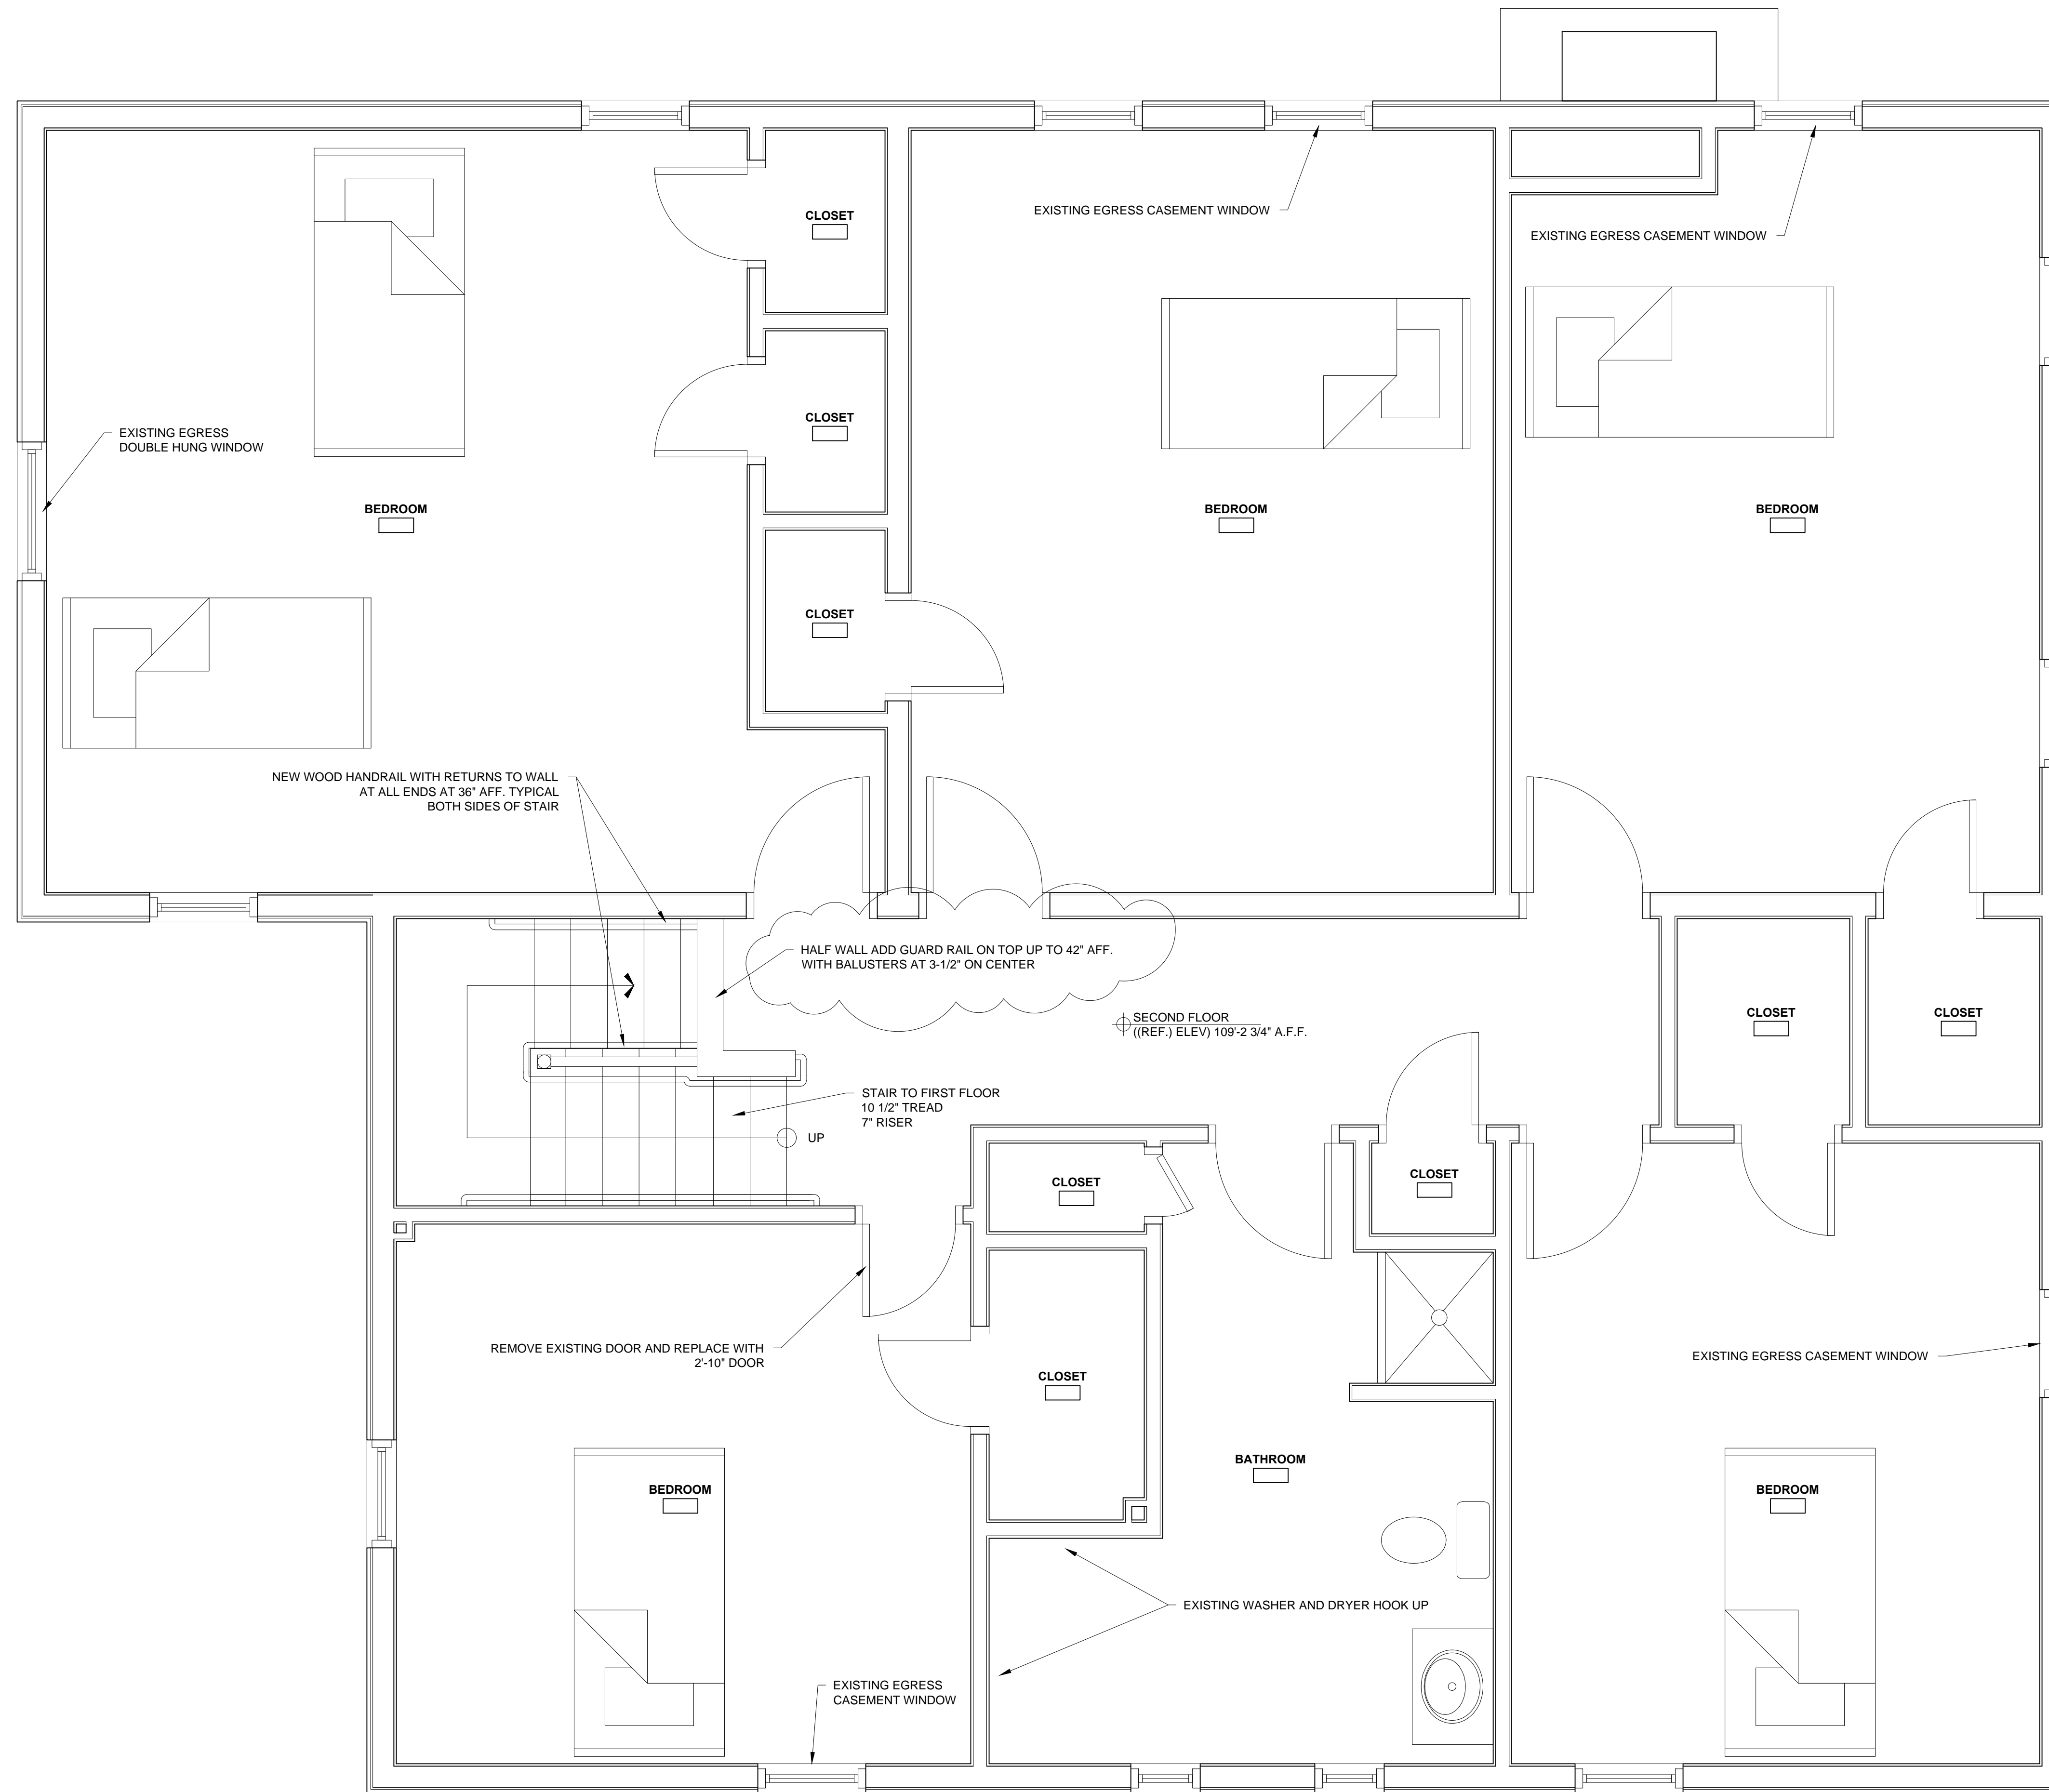 CLOSET
EXISTING EGRESS CASEMENT WINDOW
EXISTING EGRESS CASEMENT WINDOW
CLOSET
EXISTING EGRESS
DOUBLE HUNG WINDOW
BEDROOM
BEDROOM
BEDROOM
CLOSET
NEW WOOD HANDRAIL WITH RETURNS TO WALL
AT ALL ENDS AT 36" AFF. TYPICAL
BOTH SIDES OF STAIR
HALF WALL ADD GUARD RAIL ON TOP UP TO 42" AFF.
WITH BALUSTERS AT 3-1/2" ON CENTER
SECOND FLOOR
((REF.) ELEV) 109'-2 3/4" A.F.F.
CLOSET
CLOSET
STAIR TO FIRST FLOOR
10 1/2" TREAD
7" RISER
UP
CLOSET
CLOSET
REMOVE EXISTING DOOR AND REPLACE WITH
2'-10" DOOR
CLOSET
EXISTING EGRESS CASEMENT WINDOW
BATHROOM
BEDROOM
BEDROOM
EXISTING WASHER AND DRYER HOOK UP
EXISTING EGRESS
CASEMENT WINDOW